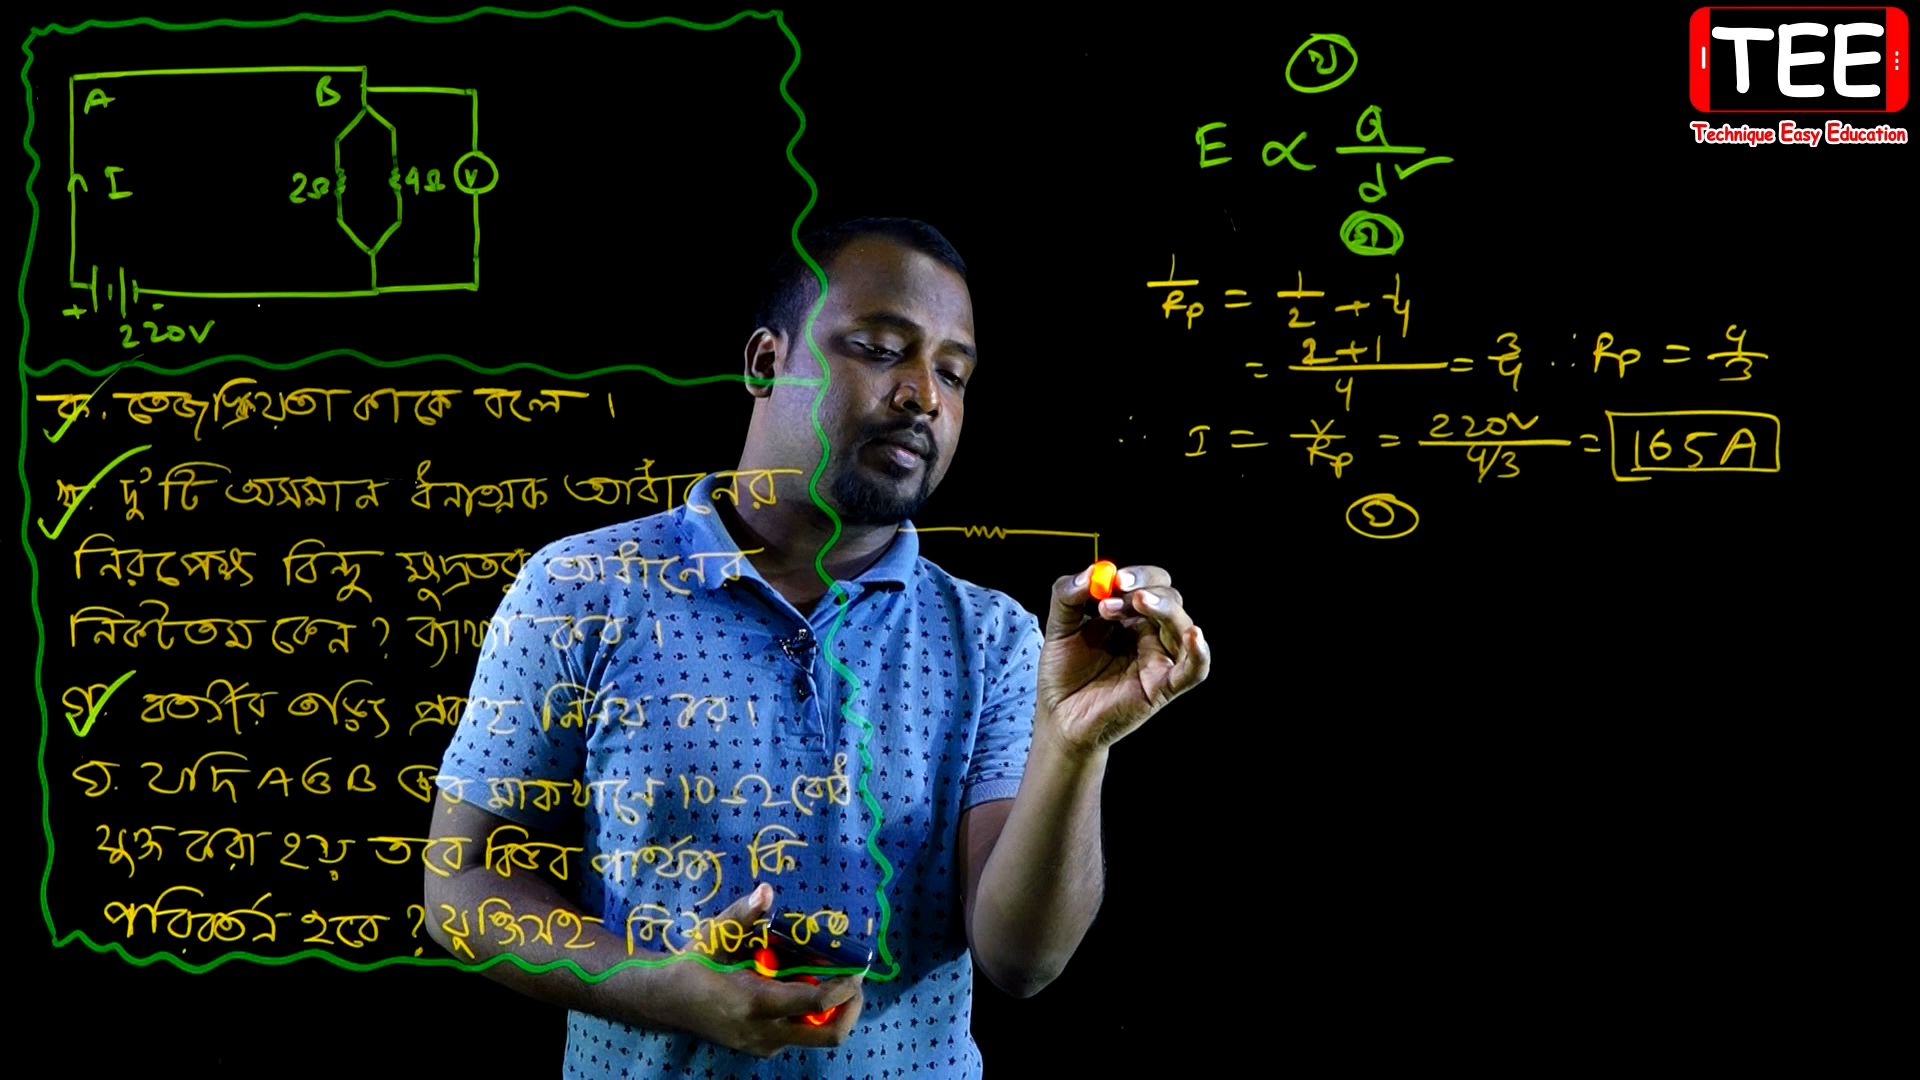 A
B
I
2Ω
4Ω
V
+
-
220V
ক. তেজস্ক্রিয়তা কাকে বলে ।
খ. দু'টি অসমান ধনাত্মক আধানের
নিরপেক্ষ বিন্দু ক্ষুদ্রতর আধানের
নিকটতম কেন ? ব্যাখ্যা কর ।
গ. বর্তনীর তড়িৎ প্রবাহ নির্ণয় কর ।
ঘ. যদি A ও B এর মাঝখানে 10Ω রোধ
যুক্ত করা হয় তবে বিভব পার্থক্য কি
পরিবর্তন হবে ? যুক্তিসহ বিশ্লেষন কর ।
খ
E ∝ Q/d
গ
1/Rp = 1/2 + 1/4
= 2+1/4 = 3/4 ∴ Rp = 4/3
∴ I = V/Rp = 220V/4/3 = 165A
ঘ
TEE
Technique Easy Education